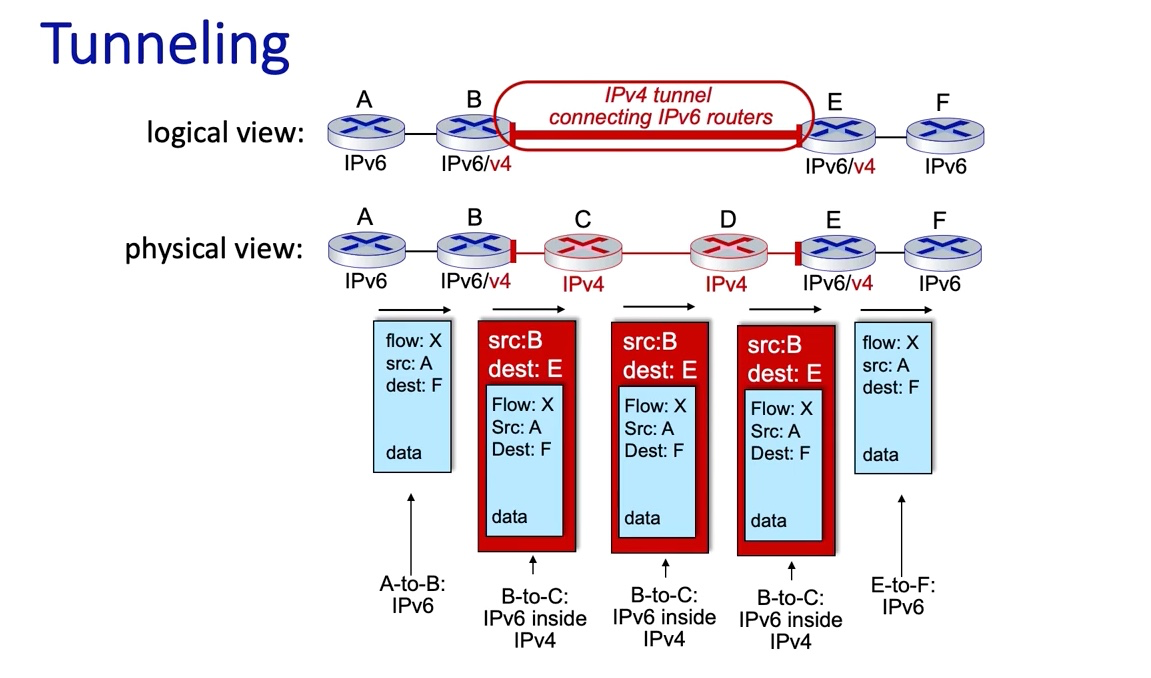 Tunneling
IPv4 tunnel
connecting IPv6 routers
A
B
E
F
logical view:
IPv6
IPv6/v4
IPv6/v4
IPv6
A
B
C
D
E
F
physical view:
IPv6
IPv6/v4
IPv4
IPv4
IPv6/v4
IPv6
flow: X
src: A
dest: F
data
src:B
dest: E
Flow: X
Src: A
Dest: F
data
src:B
dest: E
Flow: X
Src: A
Dest: F
data
src:B
dest: E
Flow: X
Src: A
Dest: F
data
flow: X
src: A
dest: F
data
A-to-B:
IPv6
B-to-C:
IPv6 inside
IPv4
B-to-C:
IPv6 inside
IPv4
B-to-C:
IPv6 inside
IPv4
E-to-F:
IPv6